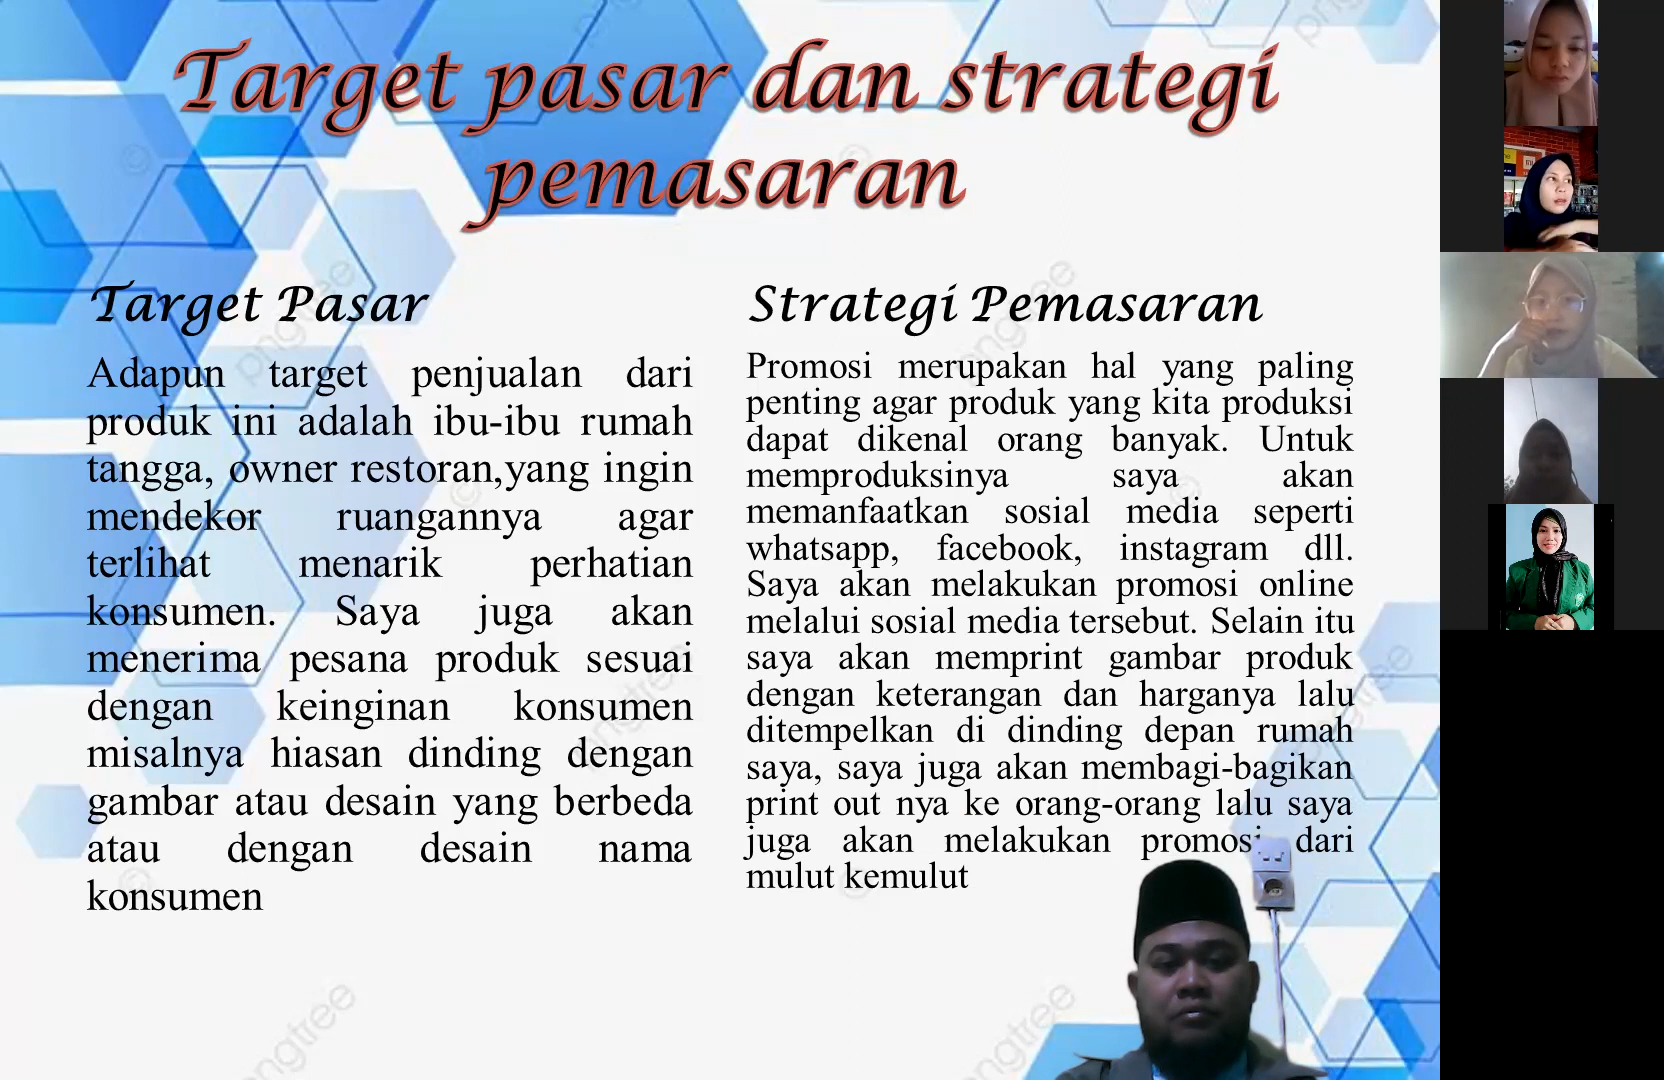 Target pasar dan strategi
pemasaran
Target Pasar
Adapun target penjualan dari
produk ini adalah ibu-ibu rumah
tangga, owner restoran,yang ingin
mendekor ruangannya agar
terlihat menarik perhatian
konsumen. Saya juga akan
menerima pesana produk sesuai
dengan keinginan konsumen
misalnya hiasan dinding dengan
gambar atau desain yang berbeda
atau dengan desain nama
konsumen
Strategi Pemasaran
Promosi merupakan hal yang paling
penting agar produk yang kita produksi
dapat dikenal orang banyak. Untuk
memproduksinya saya akan
memanfaatkan sosial media seperti
whatsapp, facebook, instagram dll.
Saya akan melakukan promosi online
melalui sosial media tersebut. Selain itu
saya akan memprint gambar produk
dengan keterangan dan harganya lalu
ditempelkan di dinding depan rumah
saya, saya juga akan membagi-bagikan
print out nya ke orang-orang lalu saya
juga akan melakukan promosi dari
mulut kemulut
pngtree
pngtree
pngtree
pngtree
pngtree
pngtree